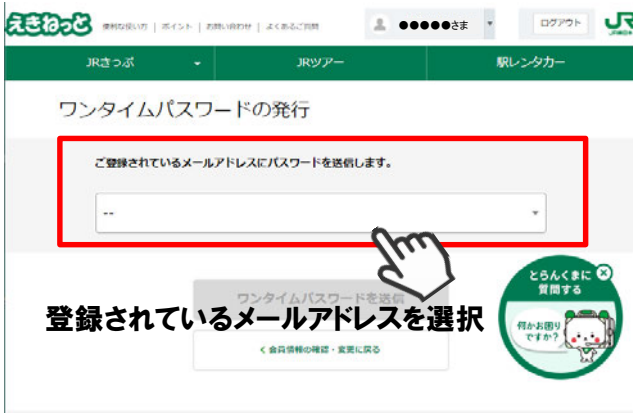 えきねっと
便利な使い方 | ポイント | お問い合わせ | よくあるご質問
●●●●●さま
ログアウト
JR
JRきっぷ
JRツアー
駅レンタカー
ワンタイムパスワードの発行
ご登録されているメールアドレスにパスワードを送信します。
--
ワンタイムパスワードを送信
登録されているメールアドレスを選択
< 会員情報の確認・変更に戻る
とらんくまに
質問する
何かお困り
ですか?